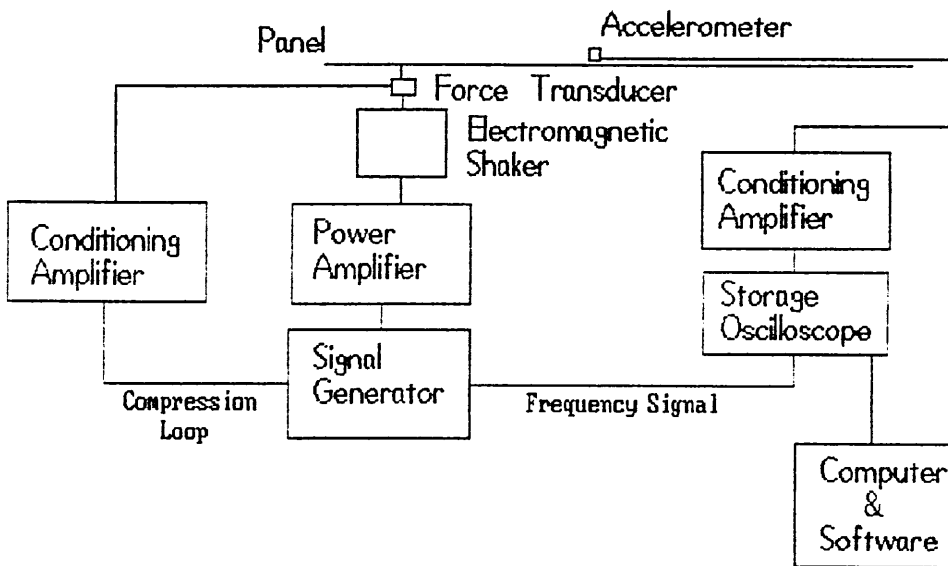 Accelerometer
Panel
Force Transducer
Electromagnetic
Shaker
Conditioning
Amplifier
Conditioning
Amplifier
Power
Amplifier
Storage
Oscilloscope
Signal
Generator
Compression
Loop
Frequency Signal
Computer
&
Software